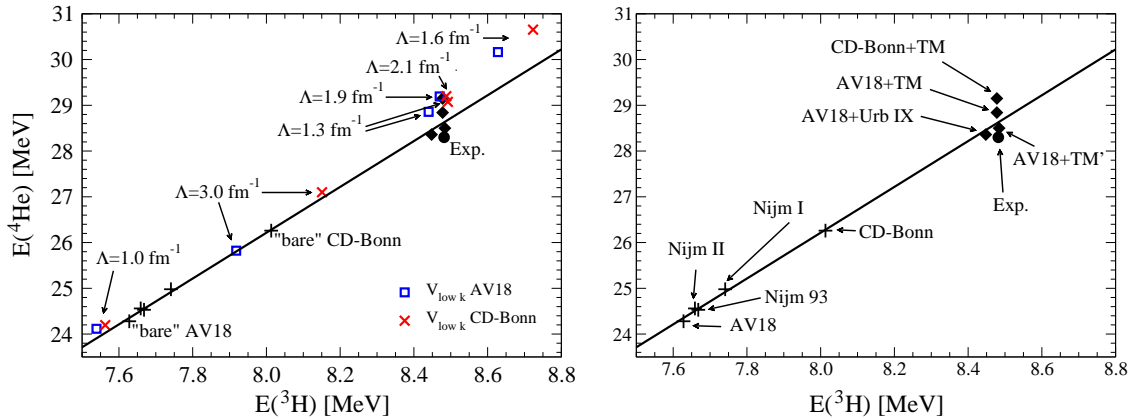 31
30
29
28
27
26
25
24
E(⁴He) [MeV]
Λ=1.6 fm⁻¹
Λ=2.1 fm⁻¹
Λ=1.9 fm⁻¹
Λ=1.3 fm⁻¹
Exp.
Λ=3.0 fm⁻¹
"bare" CD-Bonn
Λ=1.0 fm⁻¹
"bare" AV18
V low k AV18
V low k CD-Bonn
7.6 7.8 8.0 8.2 8.4 8.6 8.8
E(³H) [MeV]
31
30
29
28
27
26
25
24
CD-Bonn+TM
AV18+TM
AV18+Urb IX
AV18+TM'
Exp.
Nijm I
CD-Bonn
Nijm II
Nijm 93
AV18
7.6 7.8 8.0 8.2 8.4 8.6 8.8
E(³H) [MeV]